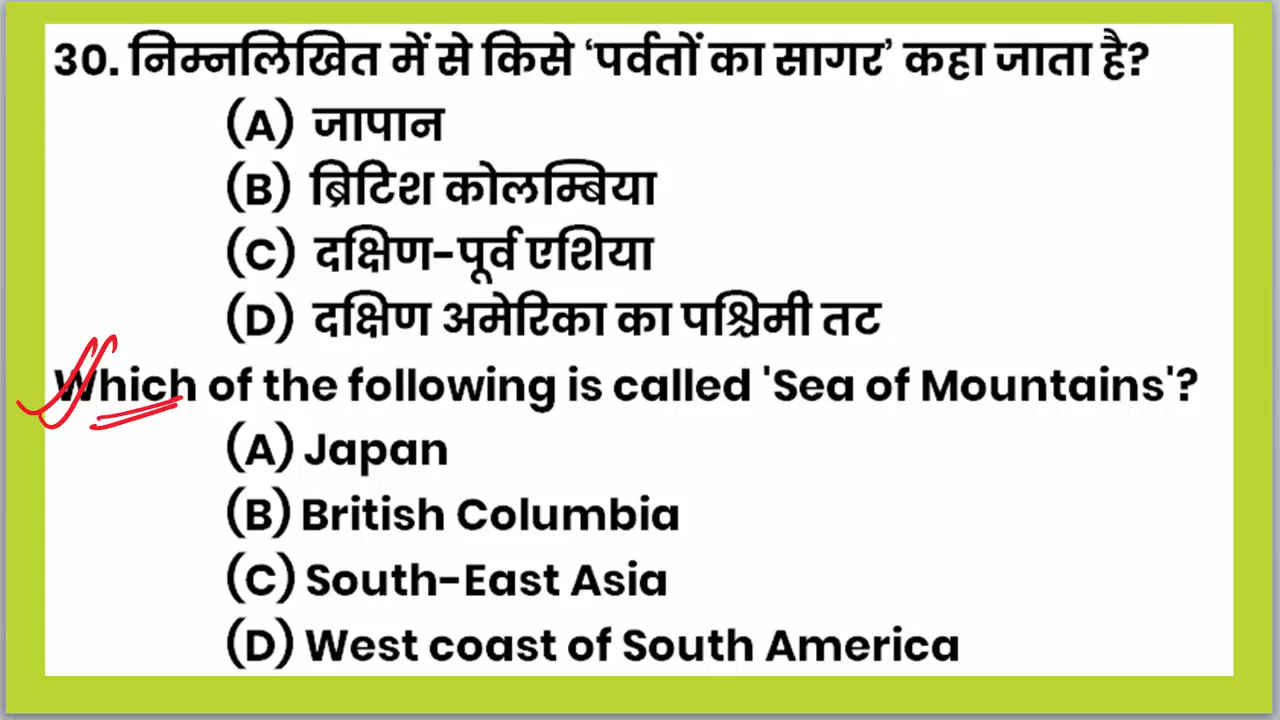 30. निम्नलिखित में से किसे ‘पर्वतों का सागर’ कहा जाता है?
(A) जापान
(B) ब्रिटिश कोलम्बिया
(C) दक्षिण-पूर्व एशिया
(D) दक्षिण अमेरिका का पश्चिमी तट
Which of the following is called 'Sea of Mountains'?
(A) Japan
(B) British Columbia
(C) South-East Asia
(D) West coast of South America